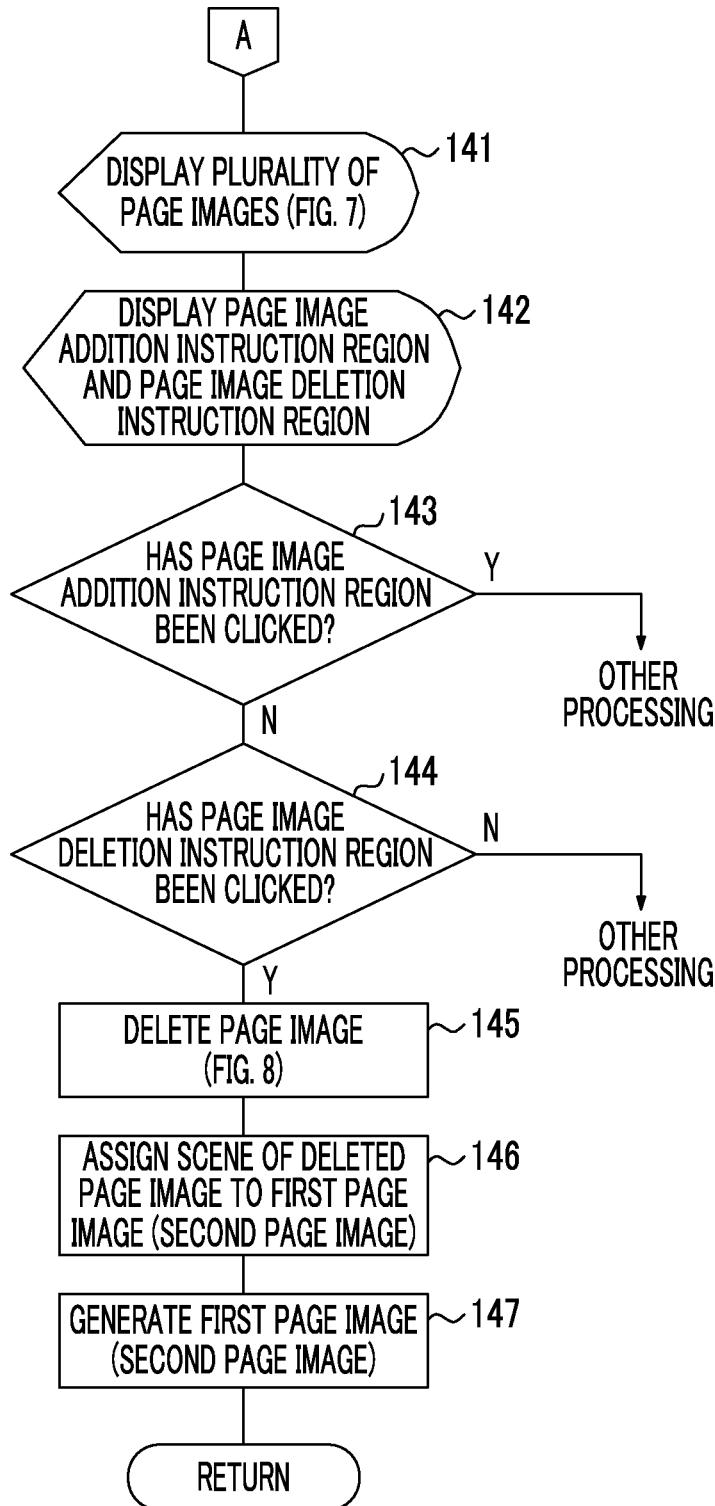 A
141
DISPLAY PLURALITY OF
PAGE IMAGES (FIG. 7)
142
DISPLAY PAGE IMAGE
ADDITION INSTRUCTION REGION
AND PAGE IMAGE DELETION
INSTRUCTION REGION
143
HAS PAGE IMAGE
ADDITION INSTRUCTION REGION
BEEN CLICKED?
Y
OTHER
PROCESSING
N
144
HAS PAGE IMAGE
DELETION INSTRUCTION REGION
BEEN CLICKED?
N
OTHER
PROCESSING
Y
DELETE PAGE IMAGE
(FIG. 8)
145
ASSIGN SCENE OF DELETED
PAGE IMAGE TO FIRST PAGE
IMAGE (SECOND PAGE IMAGE)
146
GENERATE FIRST PAGE IMAGE
(SECOND PAGE IMAGE)
147
RETURN